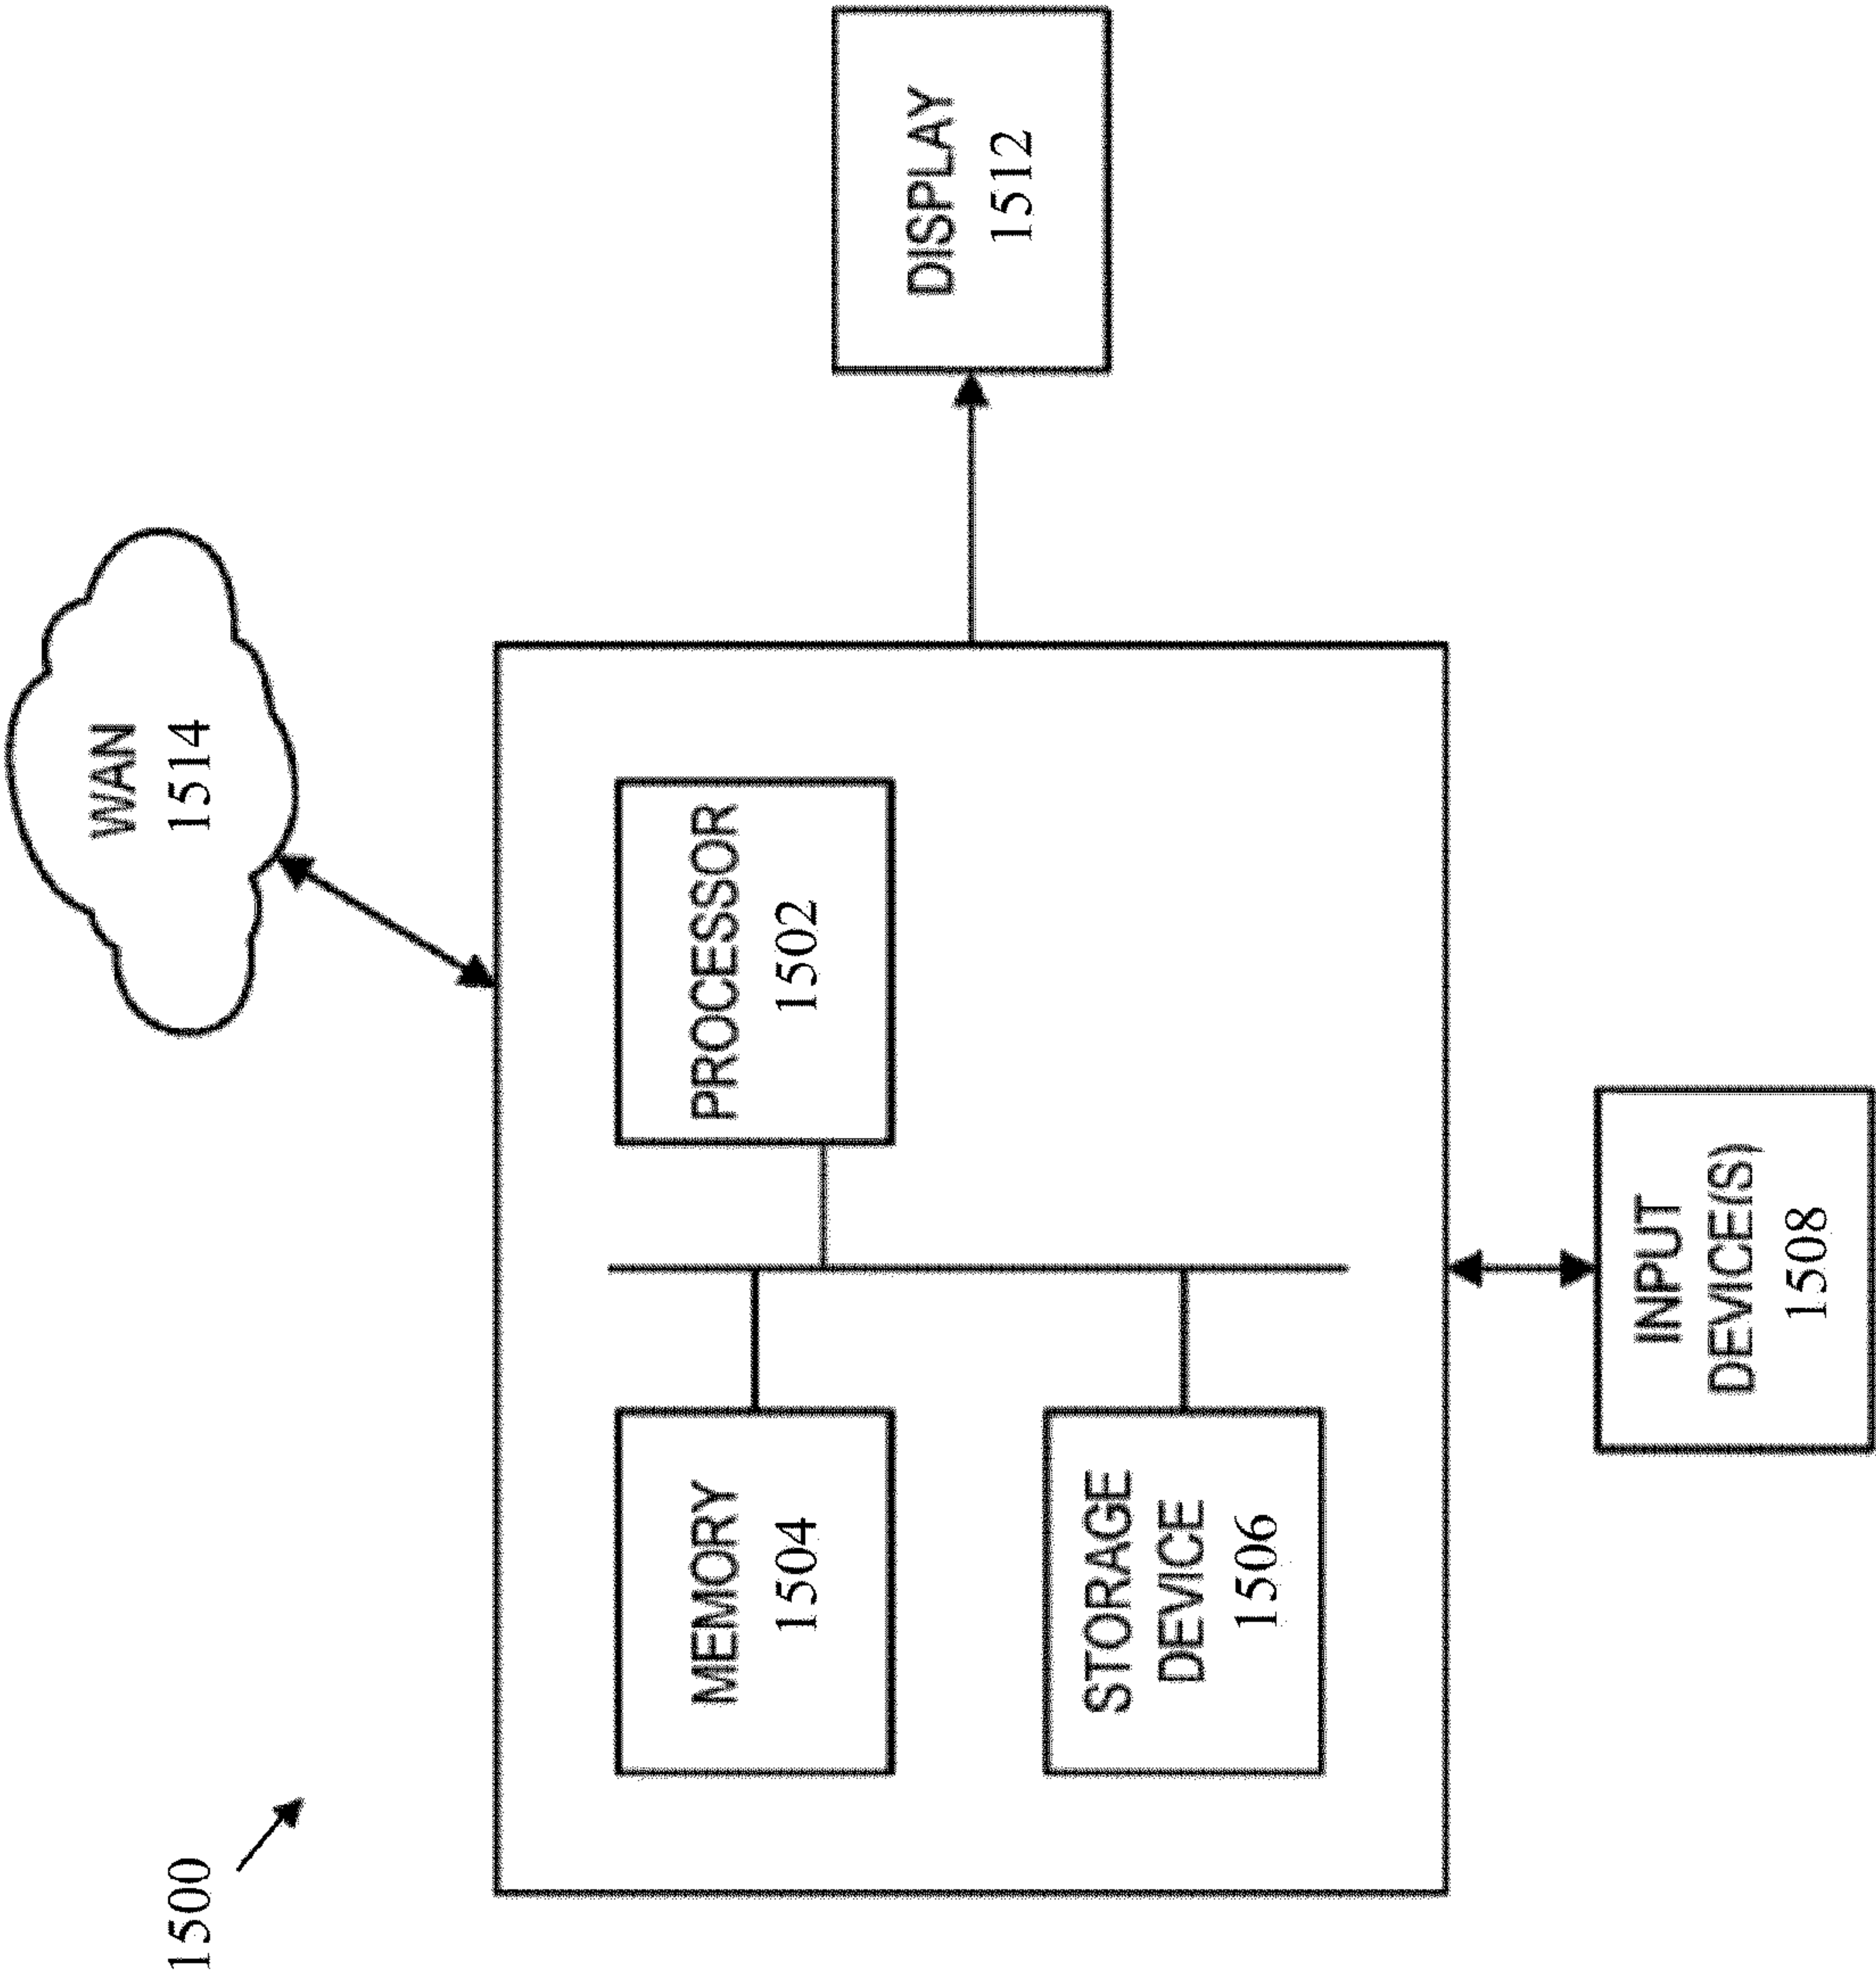 1500
WAN
1514
MEMORY
1504
PROCESSOR
1502
STORAGE
DEVICE
1506
DISPLAY
1512
INPUT
DEVICE(S)
1508